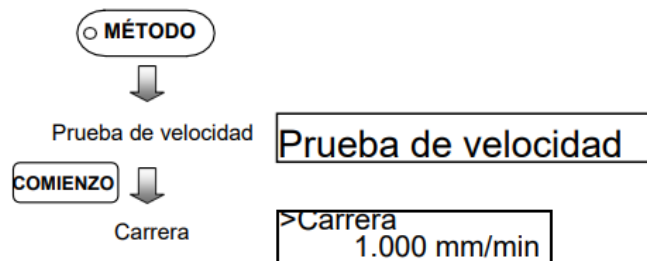 MÉTODO
Prueba de velocidad
Prueba de velocidad
COMIENZO
Carrera
>Carrera
1.000 mm/min